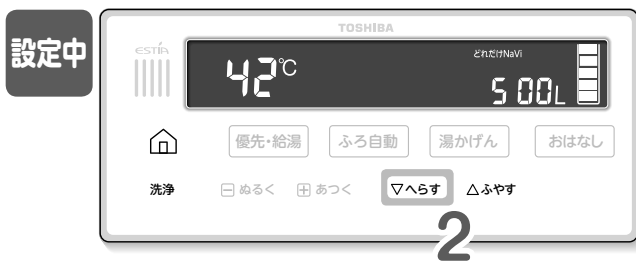 設定中
TOSHIBA
ESTÍA
42℃
どれだけNaVi
500L
優先・給湯
ふろ自動
湯かげん
おはなし
洗浄
⊟ ぬるく
⊞ あつく
▽へらす
△ふやす
2